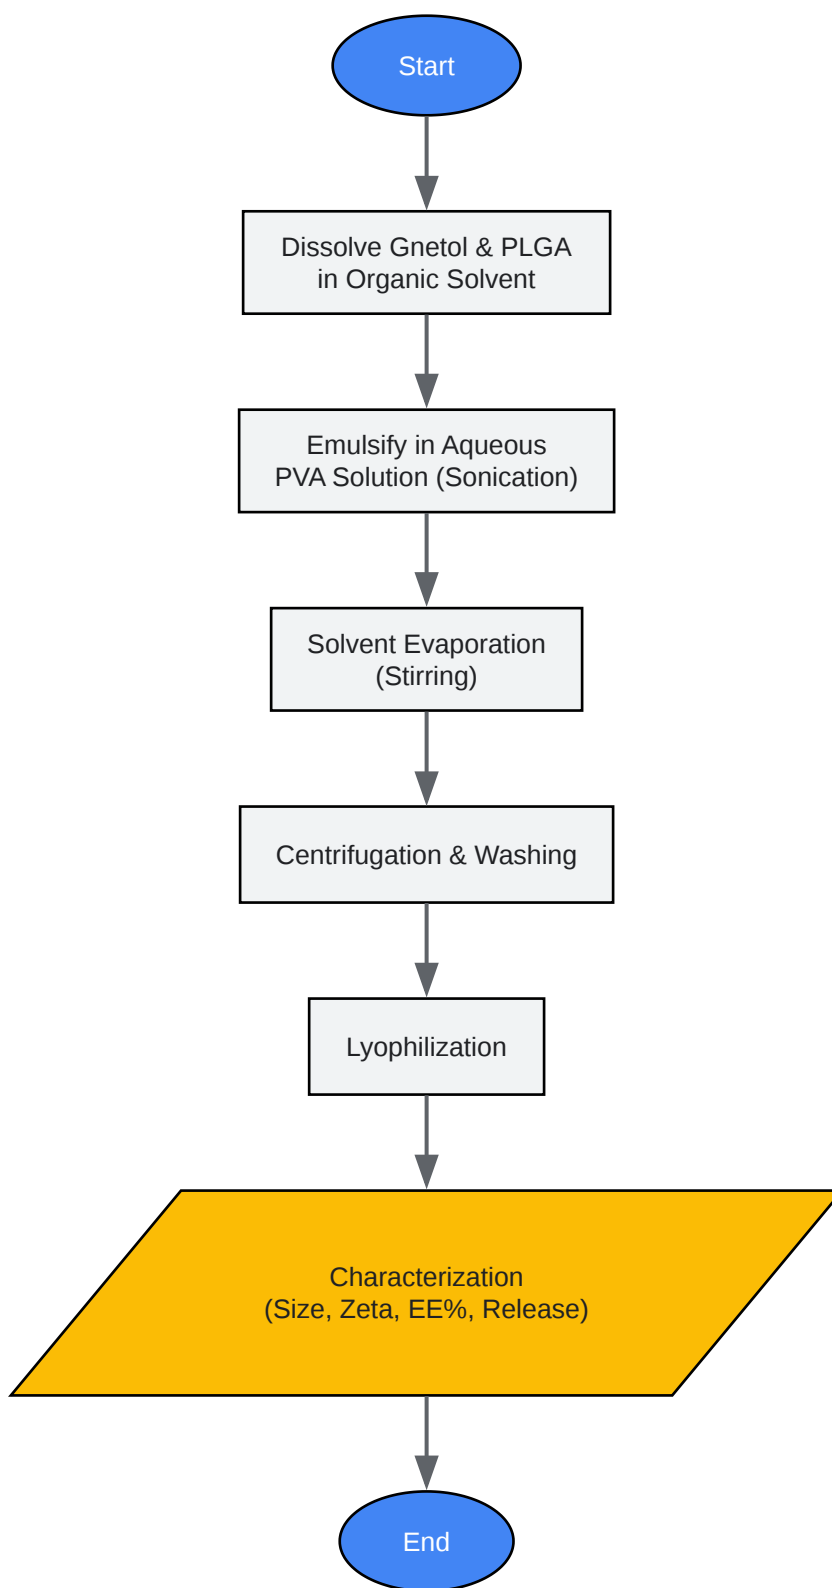 Start
Dissolve Gnetol & PLGA
in Organic Solvent
Emulsify in Aqueous
PVA Solution (Sonication)
Solvent Evaporation
(Stirring)
Centrifugation & Washing
Lyophilization
Characterization
(Size, Zeta, EE%, Release)
End